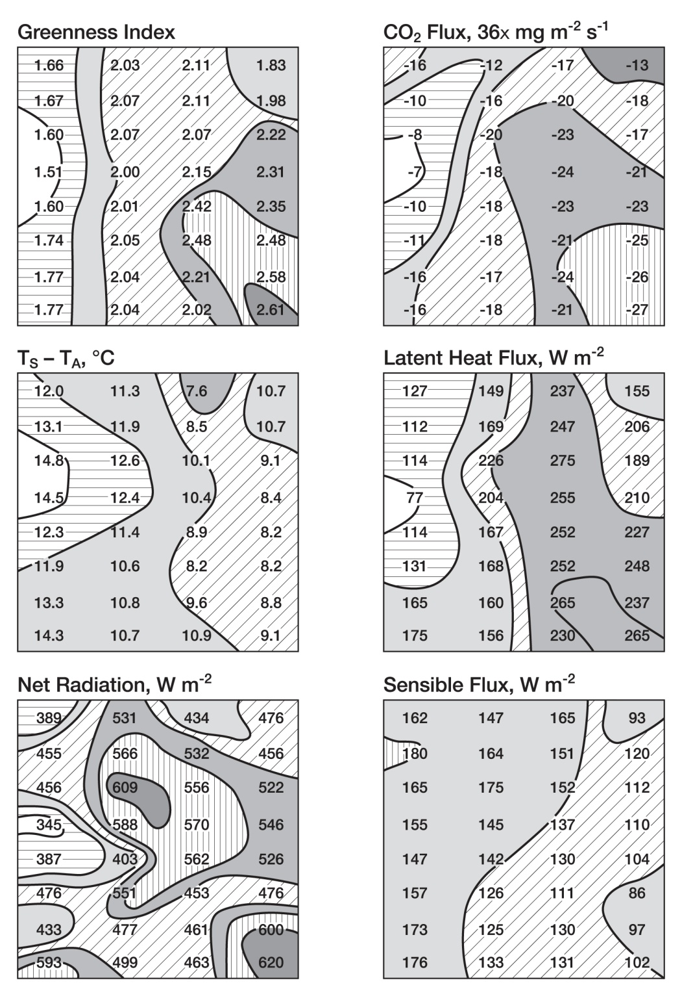 Greenness Index
1.66 2.03 2.11 1.83
1.67 2.07 2.11 1.98
1.60 2.07 2.07 2.22
1.51 2.00 2.15 2.31
1.60 2.01 2.42 2.35
1.74 2.05 2.48 2.48
1.77 2.04 2.21 2.58
1.77 2.04 2.02 2.61
CO₂ Flux, 36x mg m⁻² s⁻¹
-16 -12 -17 -13
-10 -16 -20 -18
-8 -20 -23 -17
-7 -18 -24 -21
-10 -18 -23 -23
-11 -18 -21 -25
-16 -17 -24 -26
-16 -18 -21 -27
T_S – T_A, °C
12.0 11.3 7.6 10.7
13.1 11.9 8.5 10.7
14.8 12.6 10.1 9.1
14.5 12.4 10.4 8.4
12.3 11.4 8.9 8.2
11.9 10.6 8.2 8.2
13.3 10.8 9.6 8.8
14.3 10.7 10.9 9.1
Latent Heat Flux, W m⁻²
127 149 237 155
112 169 247 206
114 226 275 189
77 204 255 210
114 167 252 227
131 168 252 248
165 160 265 237
175 156 230 265
Net Radiation, W m⁻²
389 531 434 476
455 566 532 456
456 609 556 522
345 588 570 546
387 403 562 526
476 551 453 476
433 477 461 600
593 499 463 620
Sensible Flux, W m⁻²
162 147 165 93
180 164 151 120
165 175 152 112
155 145 137 110
147 142 130 104
157 126 111 86
173 125 130 97
176 133 131 102